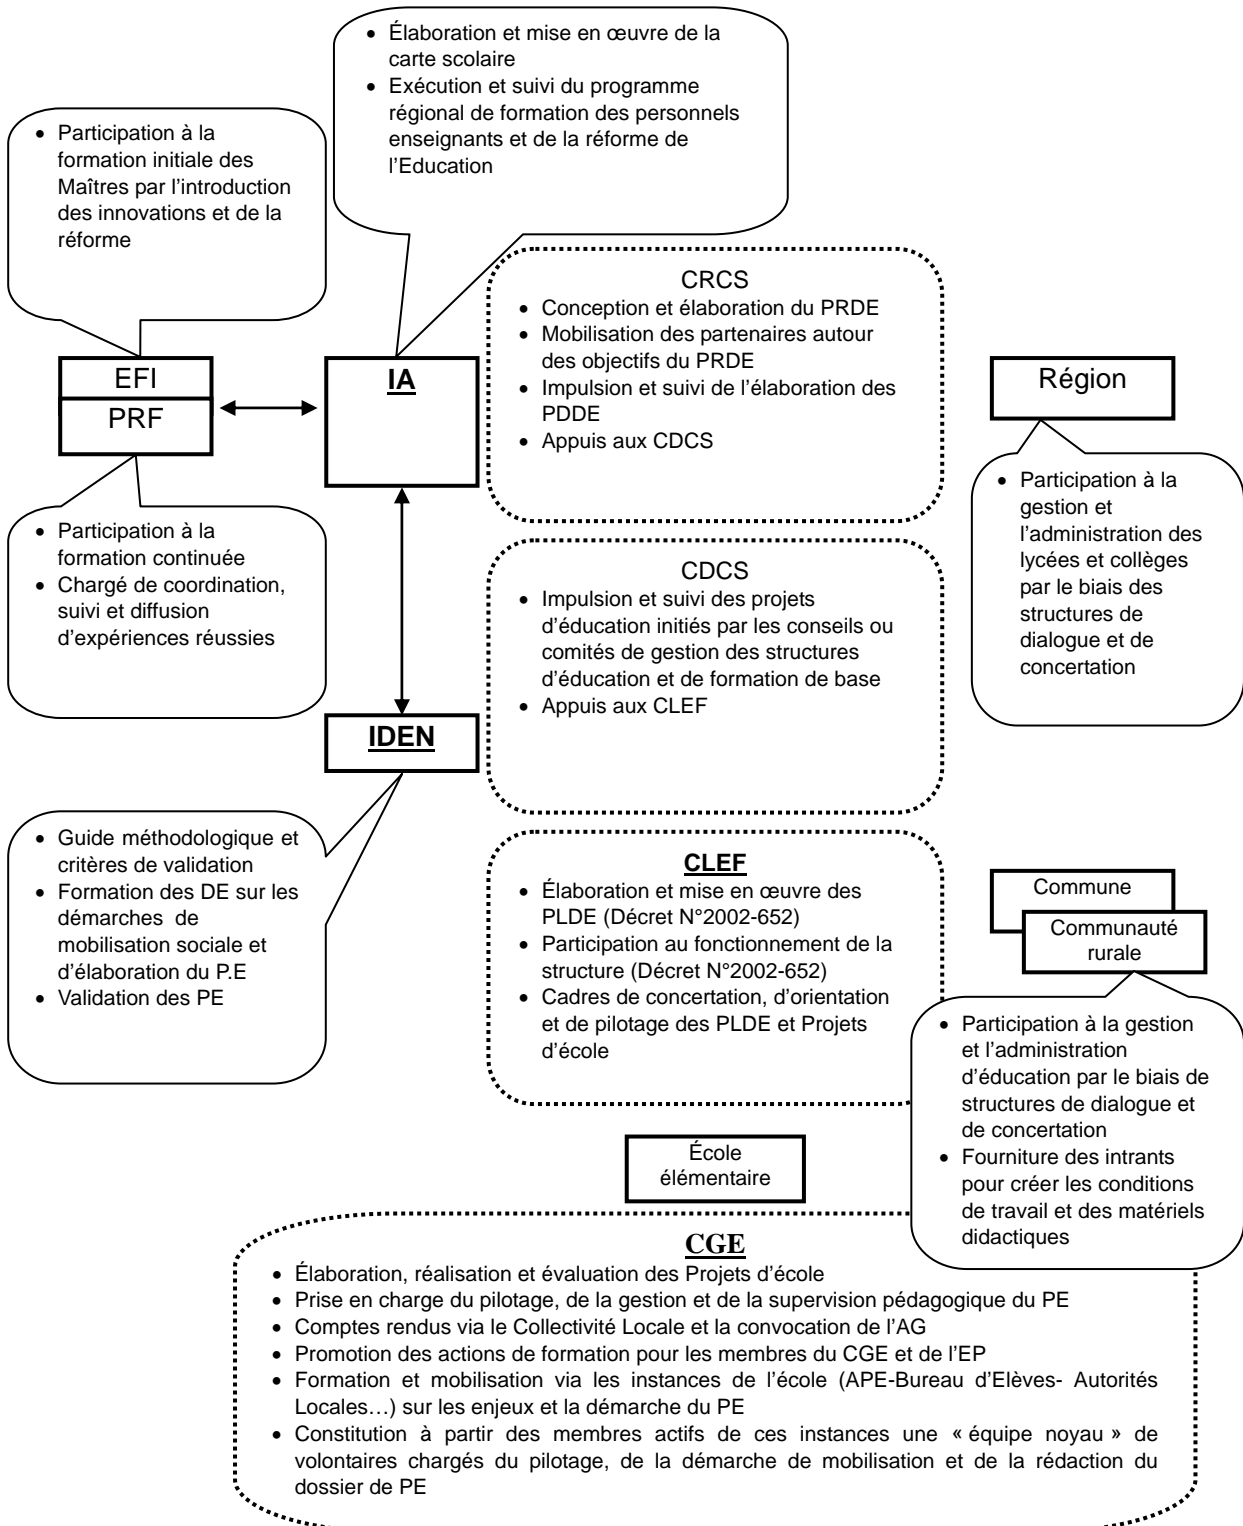 • Élaboration et mise en œuvre de la
carte scolaire
• Exécution et suivi du programme
régional de formation des personnels
enseignants et de la réforme de
l'Education
• Participation à la
formation initiale des
Maîtres par l'introduction
des innovations et de la
réforme
EFI
PRF
IA
CRCS
• Conception et élaboration du PRDE
• Mobilisation des partenaires autour
des objectifs du PRDE
• Impulsion et suivi de l'élaboration des
PDDE
• Appuis aux CDCS
Région
• Participation à la
gestion et
l'administration des
lycées et collèges
par le biais des
structures de
dialogue et de
concertation
• Participation à la
formation continuée
• Chargé de coordination,
suivi et diffusion
d'expériences réussies
CDCS
• Impulsion et suivi des projets
d'éducation initiés par les conseils ou
comités de gestion des structures
d'éducation et de formation de base
• Appuis aux CLEF
IDEN
• Guide méthodologique et
critères de validation
• Formation des DE sur les
démarches de
mobilisation sociale et
d'élaboration du P.E
• Validation des PE
CLEF
• Élaboration et mise en œuvre des
PLDE (Décret N°2002-652)
• Participation au fonctionnement de la
structure (Décret N°2002-652)
• Cadres de concertation, d'orientation
et de pilotage des PLDE et Projets
d'école
Commune
Communauté
rurale
• Participation à la gestion
et l'administration
d'éducation par le biais de
structures de dialogue et
de concertation
• Fourniture des intrants
pour créer les conditions
de travail et des matériels
didactiques
École
élémentaire
CGE
• Élaboration, réalisation et évaluation des Projets d'école
• Prise en charge du pilotage, de la gestion et de la supervision pédagogique du PE
• Comptes rendus via le Collectivité Locale et la convocation de l'AG
• Promotion des actions de formation pour les membres du CGE et de l'EP
• Formation et mobilisation via les instances de l'école (APE-Bureau d'Elèves- Autorités
Locales…) sur les enjeux et la démarche du PE
• Constitution à partir des membres actifs de ces instances une « équipe noyau » de
volontaires chargés du pilotage, de la démarche de mobilisation et de la rédaction du
dossier de PE